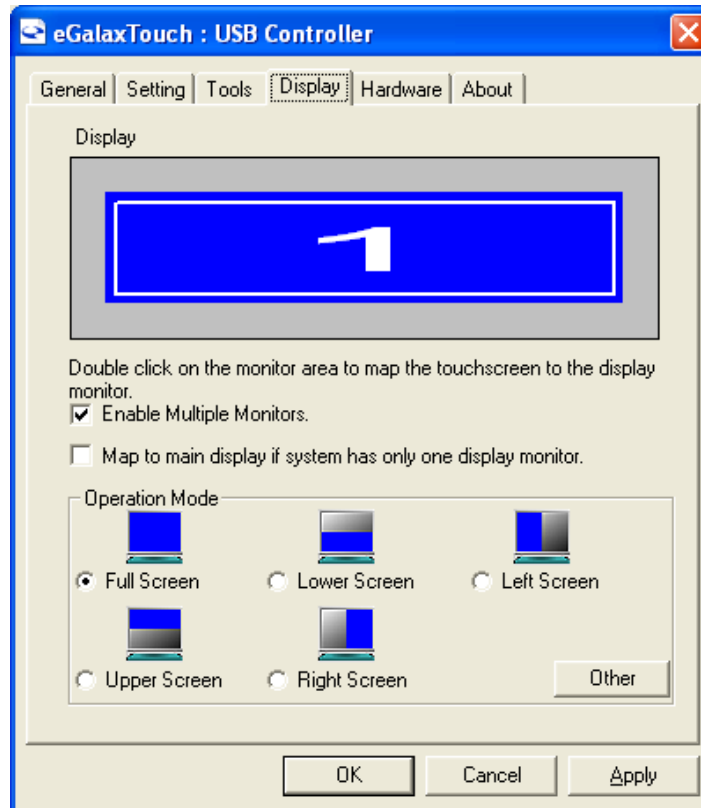 eGalaxTouch : USB Controller
General Setting Tools Display Hardware About
Display
1
Double click on the monitor area to map the touchscreen to the display
monitor.
Enable Multiple Monitors.
Map to main display if system has only one display monitor.
Operation Mode
Full Screen Lower Screen Left Screen
Upper Screen Right Screen Other
OK Cancel Apply